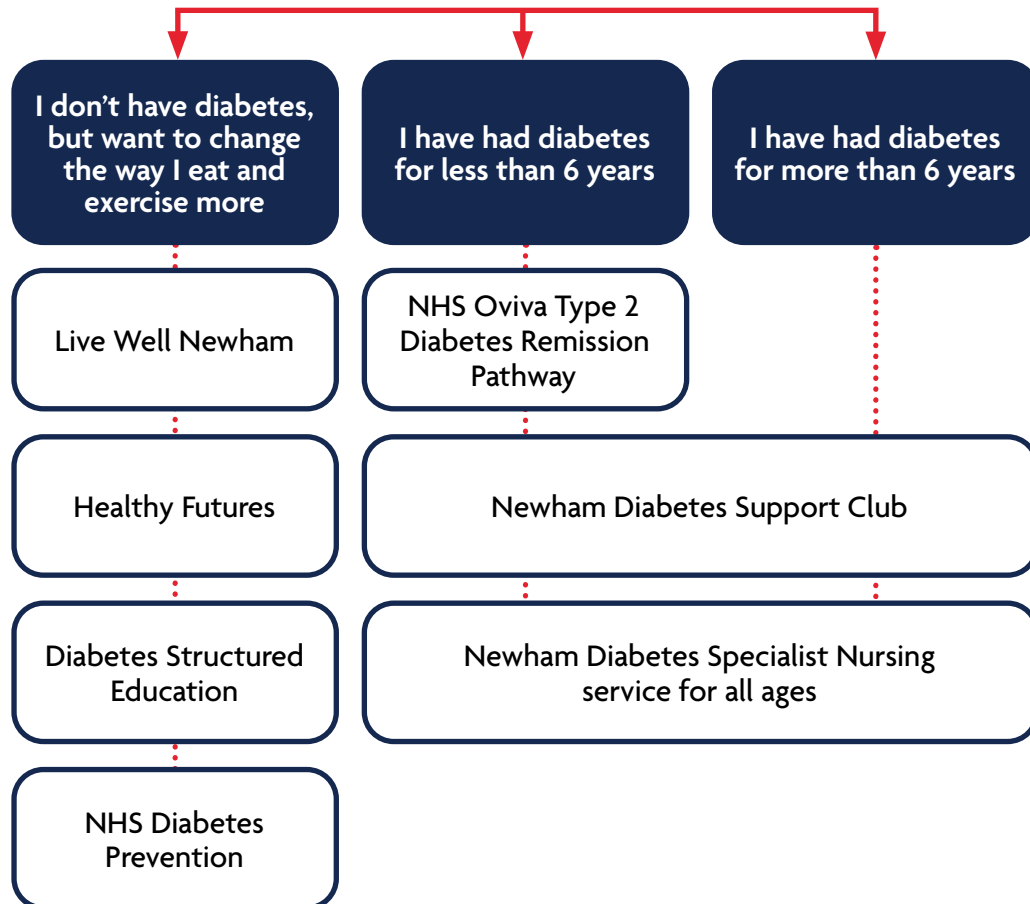 I don’t have diabetes,
but want to change
the way I eat and
exercise more
I have had diabetes
for less than 6 years
I have had diabetes
for more than 6 years
Live Well Newham
NHS Oviva Type 2
Diabetes Remission
Pathway
Healthy Futures
Newham Diabetes Support Club
Diabetes Structured
Education
Newham Diabetes Specialist Nursing
service for all ages
NHS Diabetes
Prevention